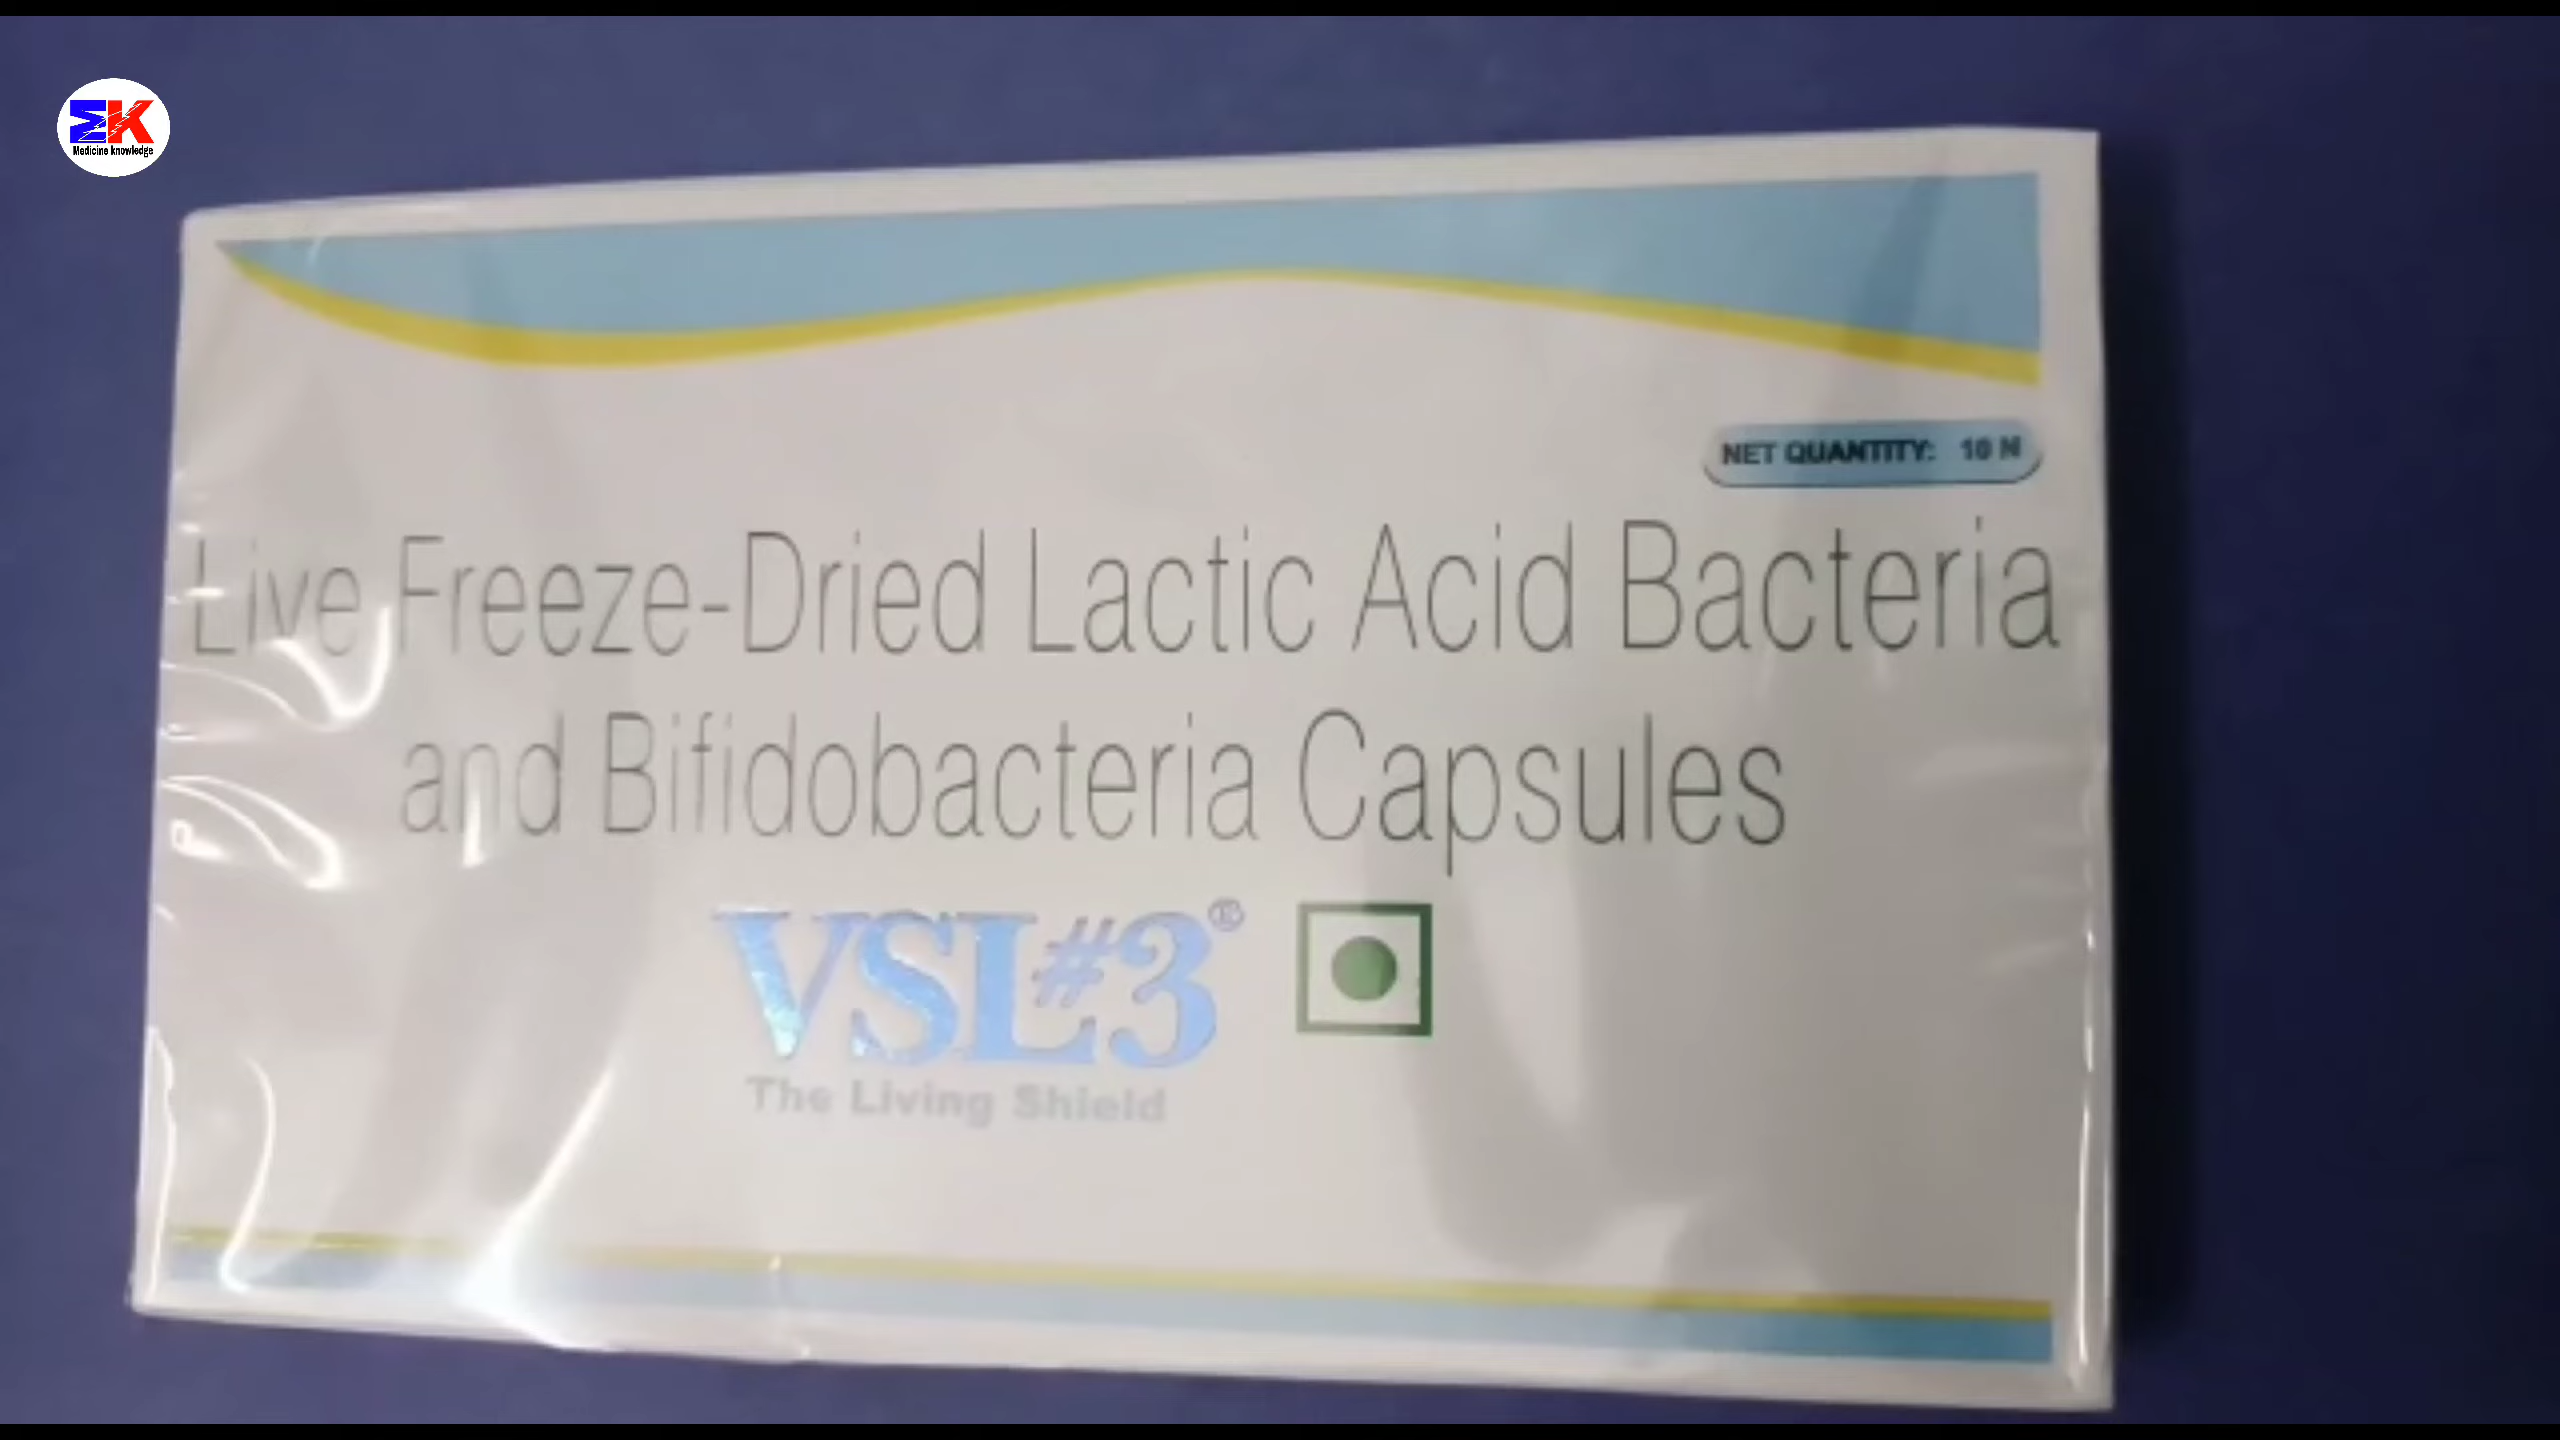 MK
Medicine knowledge
NET QUANTITY: 10 N
Live Freeze-Dried Lactic Acid Bacteria
and Bifidobacteria Capsules
VSL#3®
The Living Shield